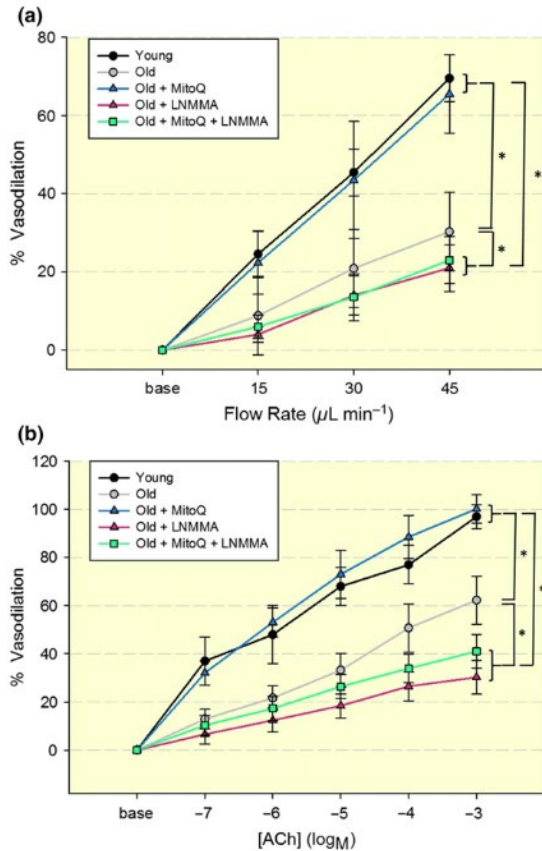 (a)
80
60
40
20
0
% Vasodilation
Young
Old
Old + MitoQ
Old + LNMMA
Old + MitoQ + LNMMA
*
*
*
base 15 30 45
Flow Rate (μL min⁻¹)
(b)
120
100
80
60
40
20
0
% Vasodilation
Young
Old
Old + MitoQ
Old + LNMMA
Old + MitoQ + LNMMA
*
*
*
base −7 −6 −5 −4 −3
[ACh] (log_M)